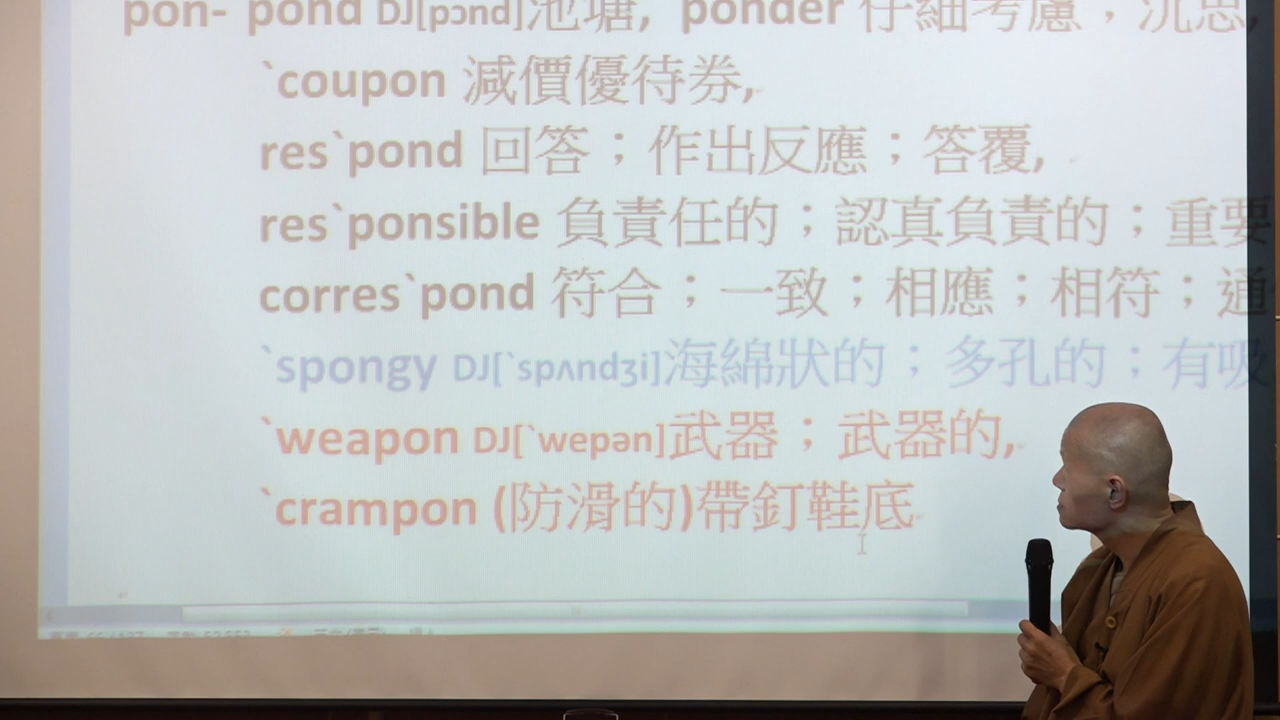 pon- pond DJ[pɔnd]池塘, ponder 仔細考慮，沉思,
`coupon 減價優待券,
res`pond 回答；作出反應；答覆,
res`ponsible 負責任的；認真負責的；重要
corres`pond 符合；一致；相應；相符；通
`spongy DJ[`spʌndʒi]海綿狀的；多孔的；有吸
`weapon DJ[`wepən]武器；武器的,
`crampon (防滑的)帶釘鞋底